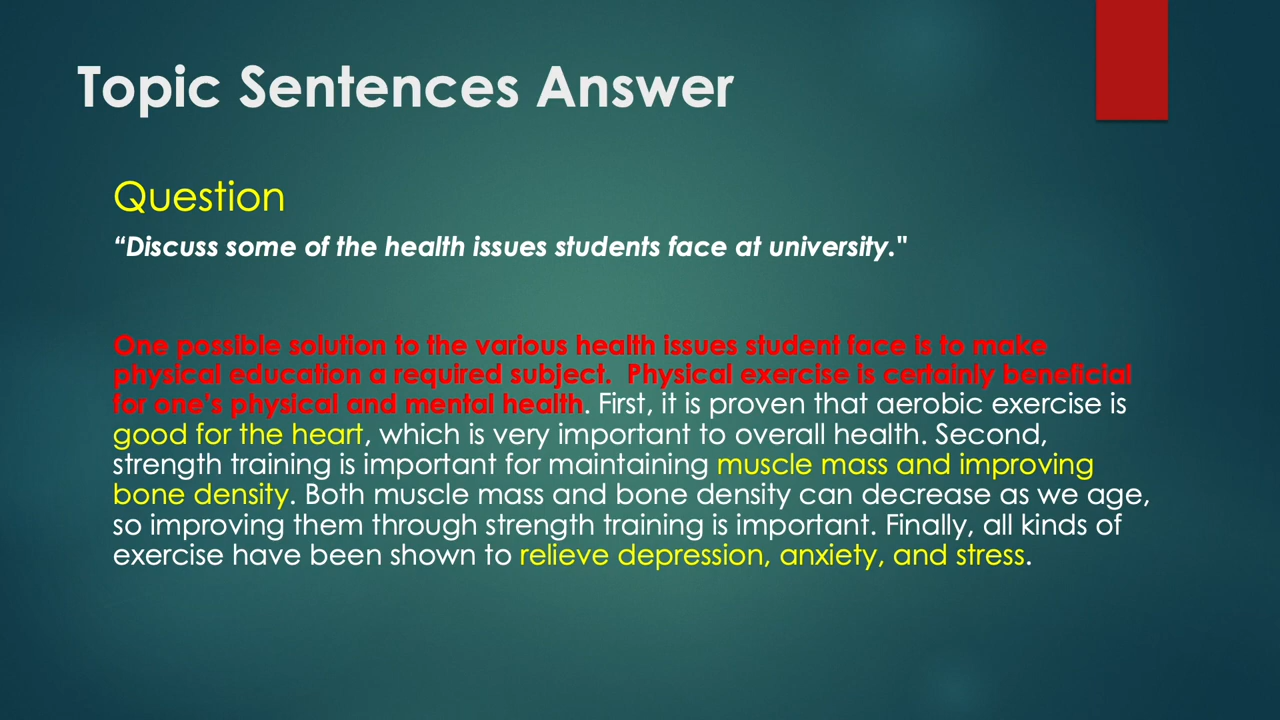 Topic Sentences Answer
Question
“Discuss some of the health issues students face at university."
One possible solution to the various health issues student face is to make
physical education a required subject.  Physical exercise is certainly beneficial
for one’s physical and mental health. First, it is proven that aerobic exercise is
good for the heart, which is very important to overall health. Second,
strength training is important for maintaining muscle mass and improving
bone density. Both muscle mass and bone density can decrease as we age,
so improving them through strength training is important. Finally, all kinds of
exercise have been shown to relieve depression, anxiety, and stress.